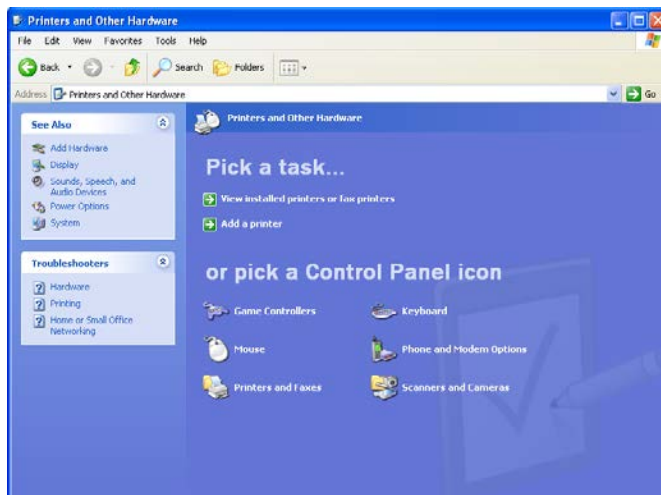 Printers and Other Hardware
File Edit View Favorites Tools Help
Back Search Folders
Address Printers and Other Hardware Go
See Also
Add Hardware
Display
Sounds, Speech, and
Audio Devices
Power Options
System
Troubleshooters
Hardware
Printing
Home or Small Office
Networking
Printers and Other Hardware
Pick a task...
View installed printers or fax printers
Add a printer
or pick a Control Panel icon
Game Controllers Keyboard
Mouse Phone and Modem Options
Printers and Faxes Scanners and Cameras